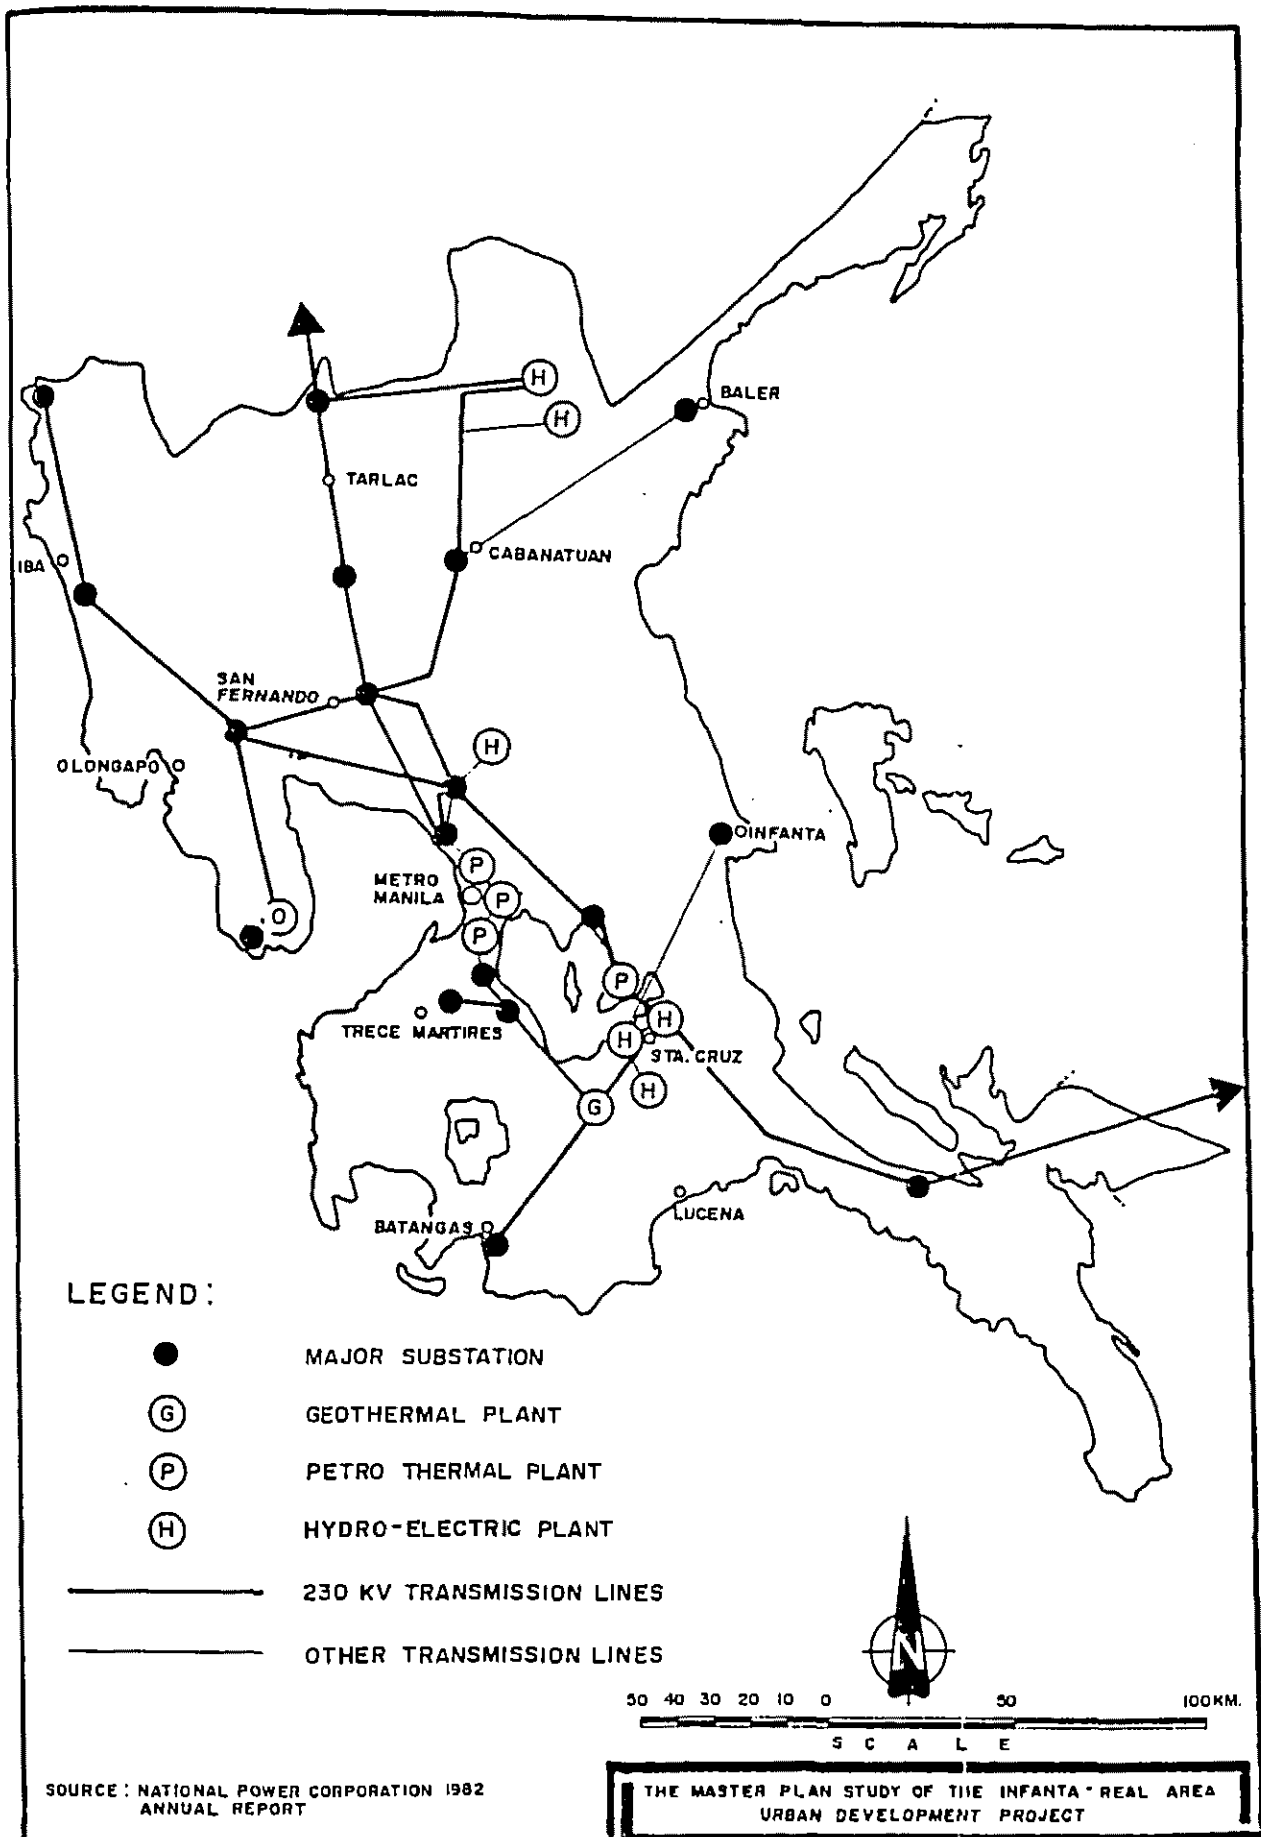 H
H
BALER
TARLAC
IBA
CABANATUAN
SAN
FERNANDO
OLONGAPO
H
INFANTA
P
METRO
MANILA
P
O
P
P
H
TRECE MARTIRES
H
STA. CRUZ
H
G
LUCENA
BATANGAS
LEGEND:
MAJOR SUBSTATION
G GEOTHERMAL PLANT
P PETRO THERMAL PLANT
H HYDRO-ELECTRIC PLANT
230 KV TRANSMISSION LINES
OTHER TRANSMISSION LINES
N
50 40 30 20 10 0 50 100 KM.
S C A L E
SOURCE: NATIONAL POWER CORPORATION 1982
ANNUAL REPORT
THE MASTER PLAN STUDY OF THE INFANTA-REAL AREA
URBAN DEVELOPMENT PROJECT